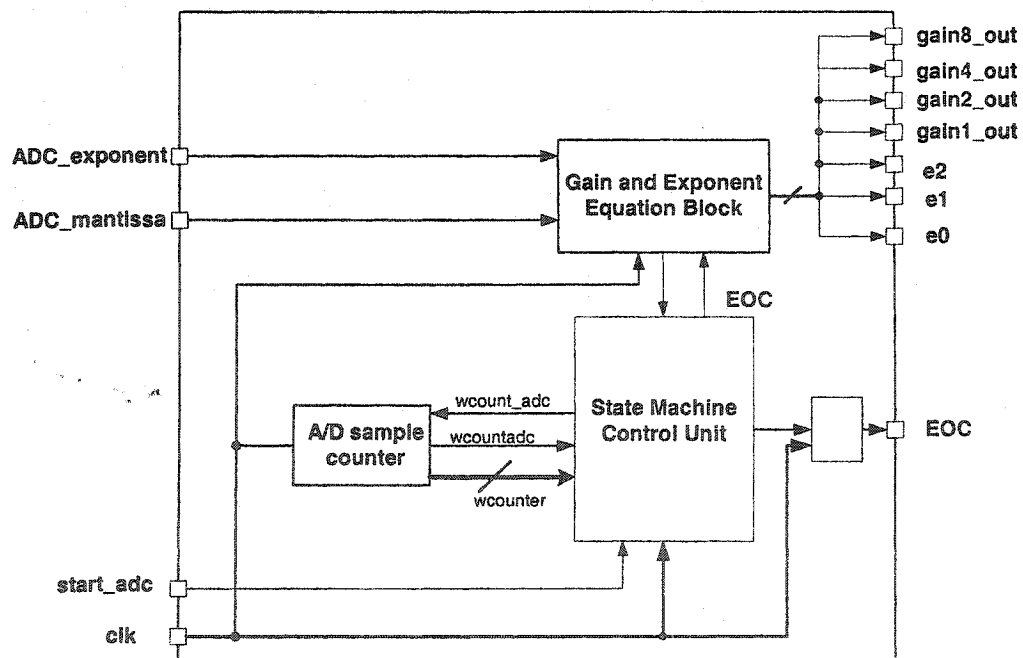 gain8_out
gain4_out
gain2_out
gain1_out
e2
e1
e0
ADC_exponent
ADC_mantissa
Gain and Exponent
Equation Block
EOC
wcount_adc
wcountadc
wcounter
A/D sample
counter
State Machine
Control Unit
EOC
start_adc
clk